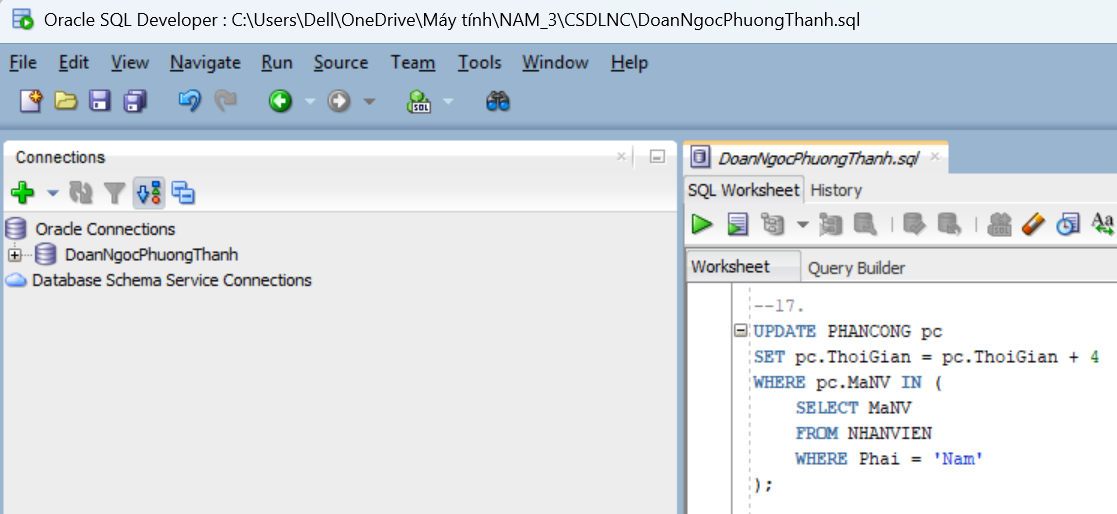 Oracle SQL Developer : C:\Users\Dell\OneDrive\Máy tính\NAM_3\CSDLNC\DoanNgocPhuongThanh.sql
File Edit View Navigate Run Source Team Tools Window Help
SQL
Connections
Oracle Connections
DoanNgocPhuongThanh
Database Schema Service Connections
DoanNgocPhuongThanh.sql
SQL Worksheet History
Aa
Worksheet Query Builder
--17.
UPDATE PHANCONG pc
SET pc.ThoiGian = pc.ThoiGian + 4
WHERE pc.MaNV IN (
SELECT MaNV
FROM NHANVIEN
WHERE Phai = 'Nam'
);